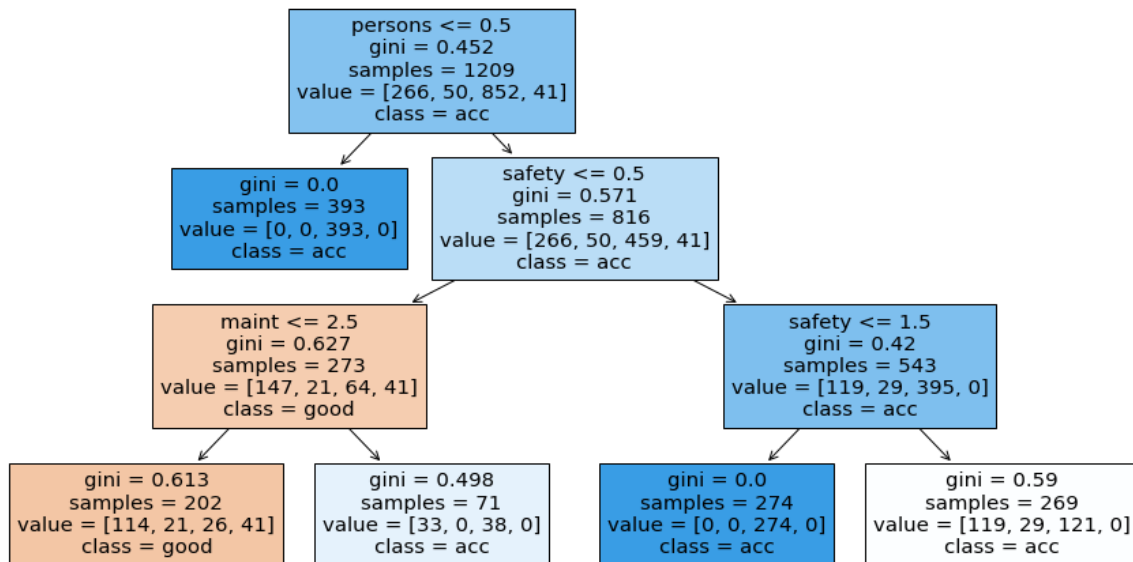 persons <= 0.5
gini = 0.452
samples = 1209
value = [266, 50, 852, 41]
class = acc
gini = 0.0
samples = 393
value = [0, 0, 393, 0]
class = acc
safety <= 0.5
gini = 0.571
samples = 816
value = [266, 50, 459, 41]
class = acc
maint <= 2.5
gini = 0.627
samples = 273
value = [147, 21, 64, 41]
class = good
safety <= 1.5
gini = 0.42
samples = 543
value = [119, 29, 395, 0]
class = acc
gini = 0.613
samples = 202
value = [114, 21, 26, 41]
class = good
gini = 0.498
samples = 71
value = [33, 0, 38, 0]
class = acc
gini = 0.0
samples = 274
value = [0, 0, 274, 0]
class = acc
gini = 0.59
samples = 269
value = [119, 29, 121, 0]
class = acc